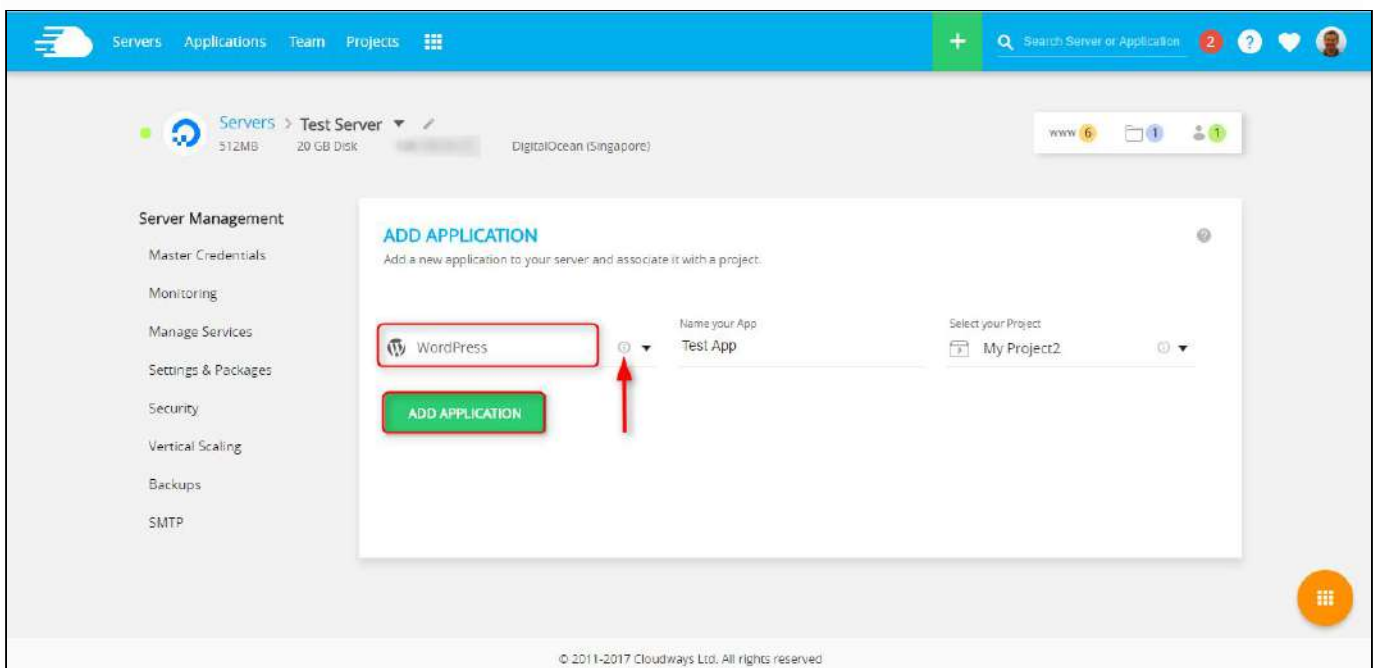 Servers Applications Team Projects
Search Server or Application 2 ?
Servers > Test Server
512MB 20 GB Disk DigitalOcean (Singapore)
www 6 1 1
Server Management
Master Credentials
Monitoring
Manage Services
Settings & Packages
Security
Vertical Scaling
Backups
SMTP
ADD APPLICATION
Add a new application to your server and associate it with a project.
WordPress
Name your App
Test App
Select your Project
My Project2
ADD APPLICATION
© 2011-2017 Cloudways Ltd. All rights reserved